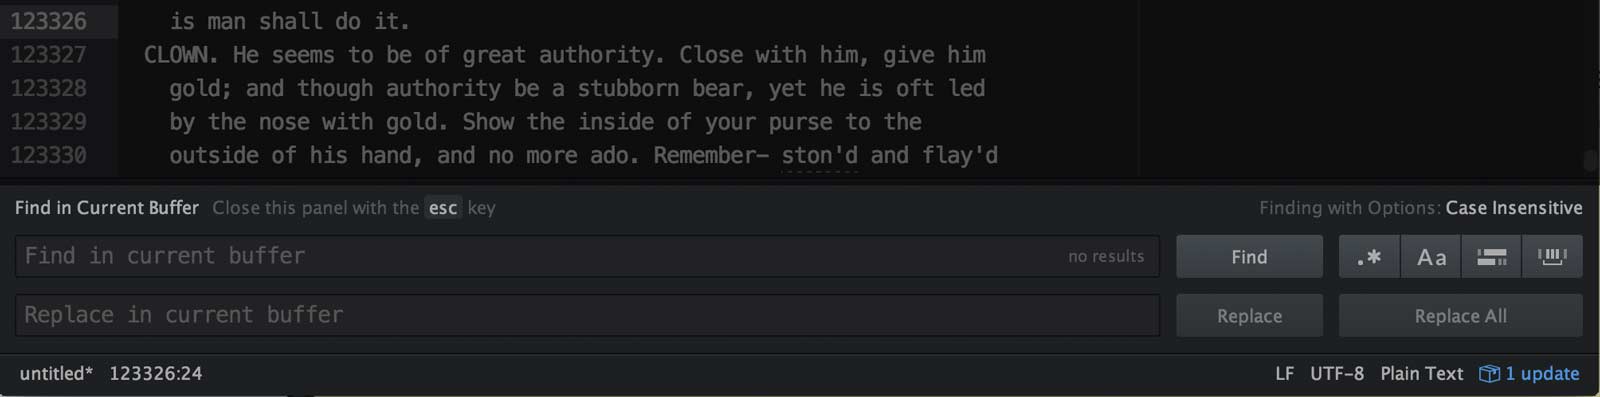 123326 is man shall do it.
123327 CLOWN. He seems to be of great authority. Close with him, give him
123328 gold; and though authority be a stubborn bear, yet he is oft led
123329 by the nose with gold. Show the inside of your purse to the
123330 outside of his hand, and no more ado. Remember- ston'd and flay'd
Find in Current Buffer Close this panel with the esc key Finding with Options: Case Insensitive
Find in current buffer no results Find .* Aa
Replace in current buffer Replace Replace All
untitled* 123326:24 LF UTF-8 Plain Text 1 update